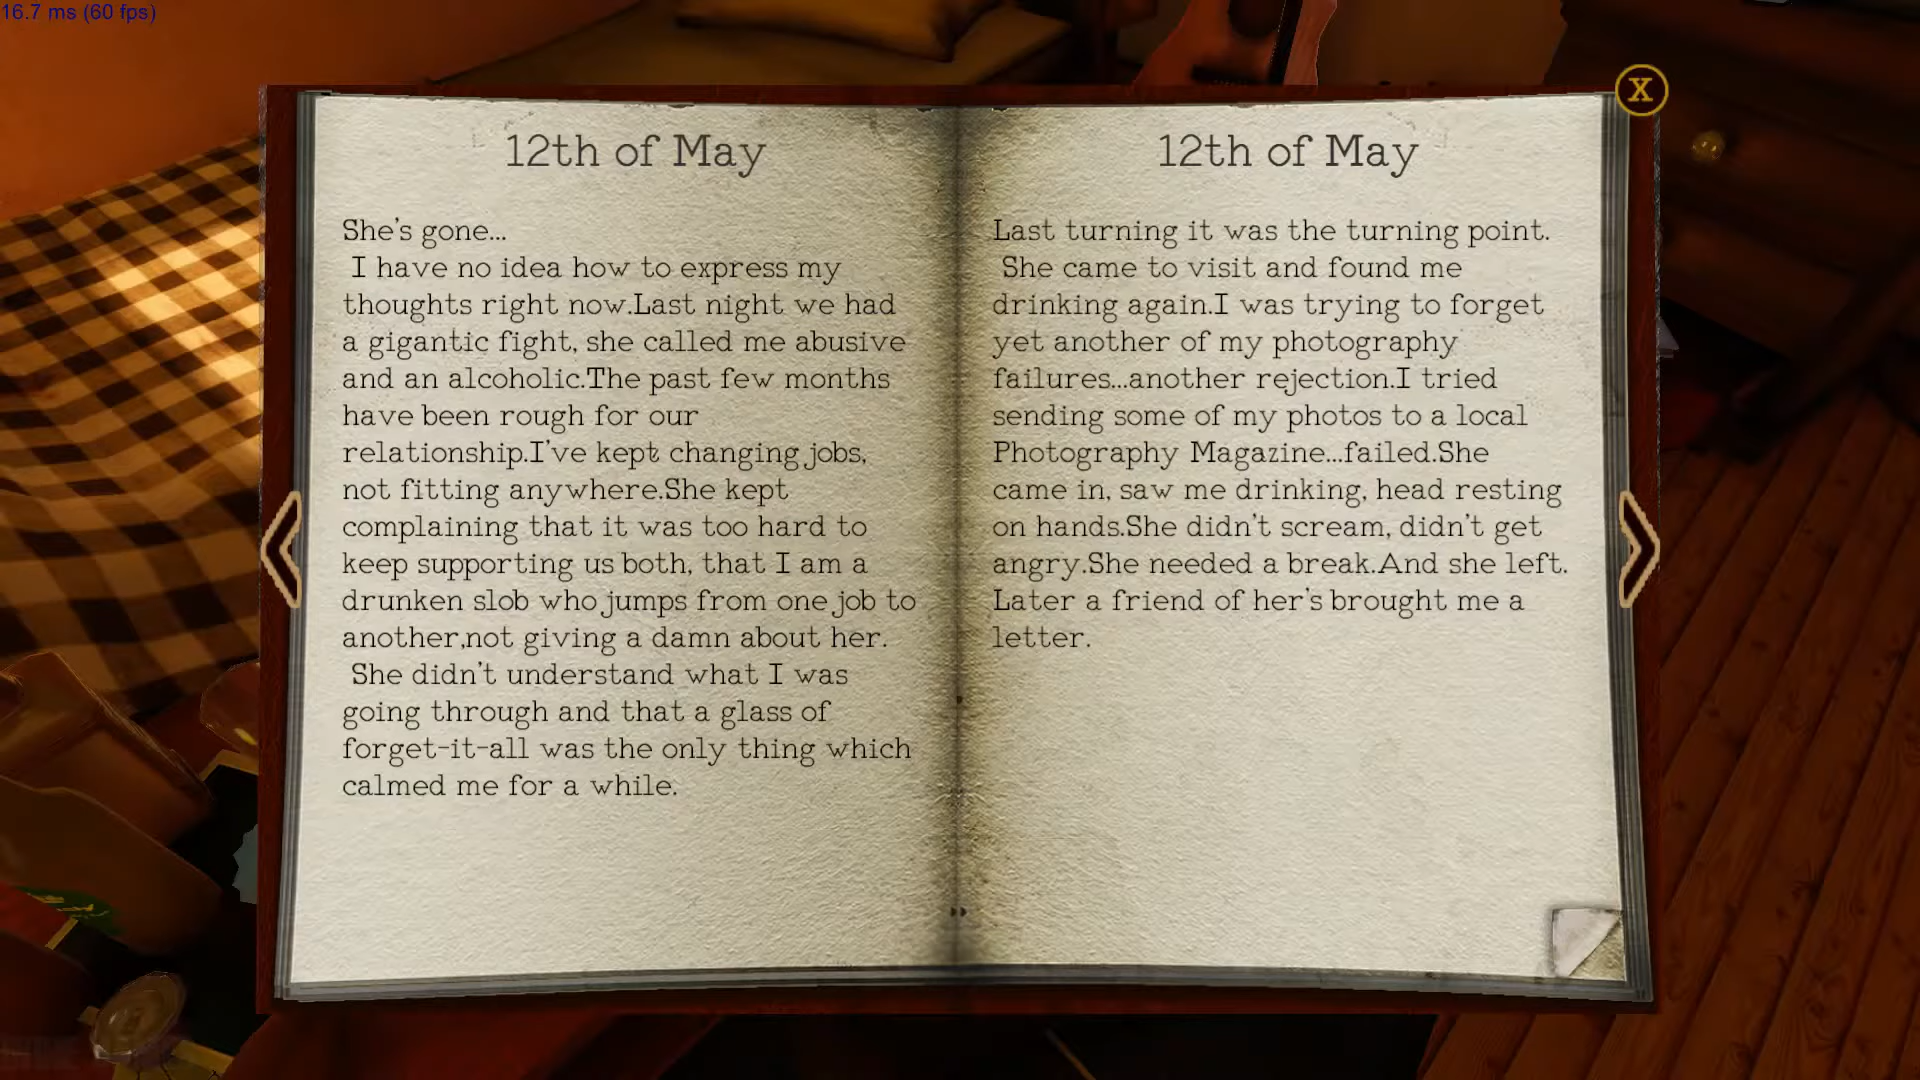 16.7 ms (60 fps)
X
12th of May
She's gone...
I have no idea how to express my
thoughts right now.Last night we had
a gigantic fight, she called me abusive
and an alcoholic.The past few months
have been rough for our
relationship.I've kept changing jobs,
not fitting anywhere.She kept
complaining that it was too hard to
keep supporting us both, that I am a
drunken slob who jumps from one job to
another,not giving a damn about her.
She didn't understand what I was
going through and that a glass of
forget-it-all was the only thing which
calmed me for a while.
12th of May
Last turning it was the turning point.
She came to visit and found me
drinking again.I was trying to forget
yet another of my photography
failures...another rejection.I tried
sending some of my photos to a local
Photography Magazine...failed.She
came in, saw me drinking, head resting
on hands.She didn't scream, didn't get
angry.She needed a break.And she left.
Later a friend of her's brought me a
letter.